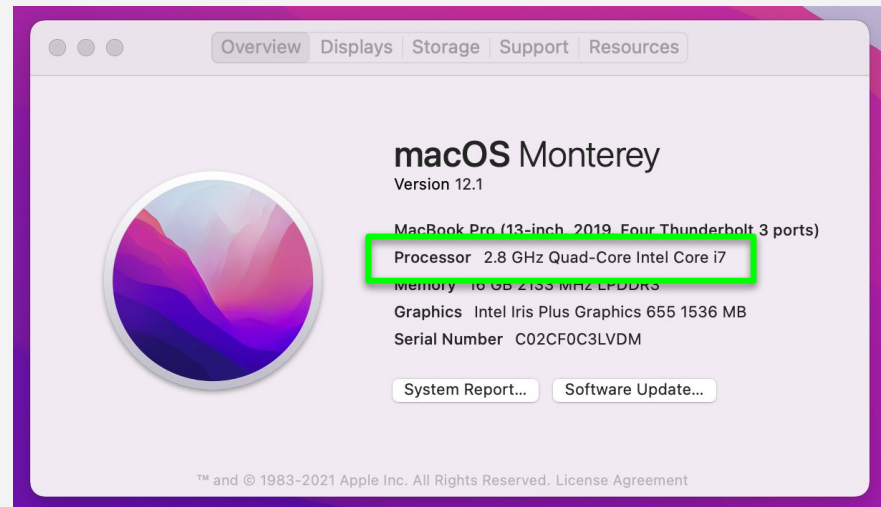 Overview Displays Storage Support Resources
macOS Monterey
Version 12.1
MacBook Pro (13-inch, 2019, Four Thunderbolt 3 ports)
Processor 2.8 GHz Quad-Core Intel Core i7
Memory 16 GB 2133 MHz LPDDR3
Graphics Intel Iris Plus Graphics 655 1536 MB
Serial Number C02CF0C3LVDM
System Report... Software Update...
™ and © 1983-2021 Apple Inc. All Rights Reserved. License Agreement